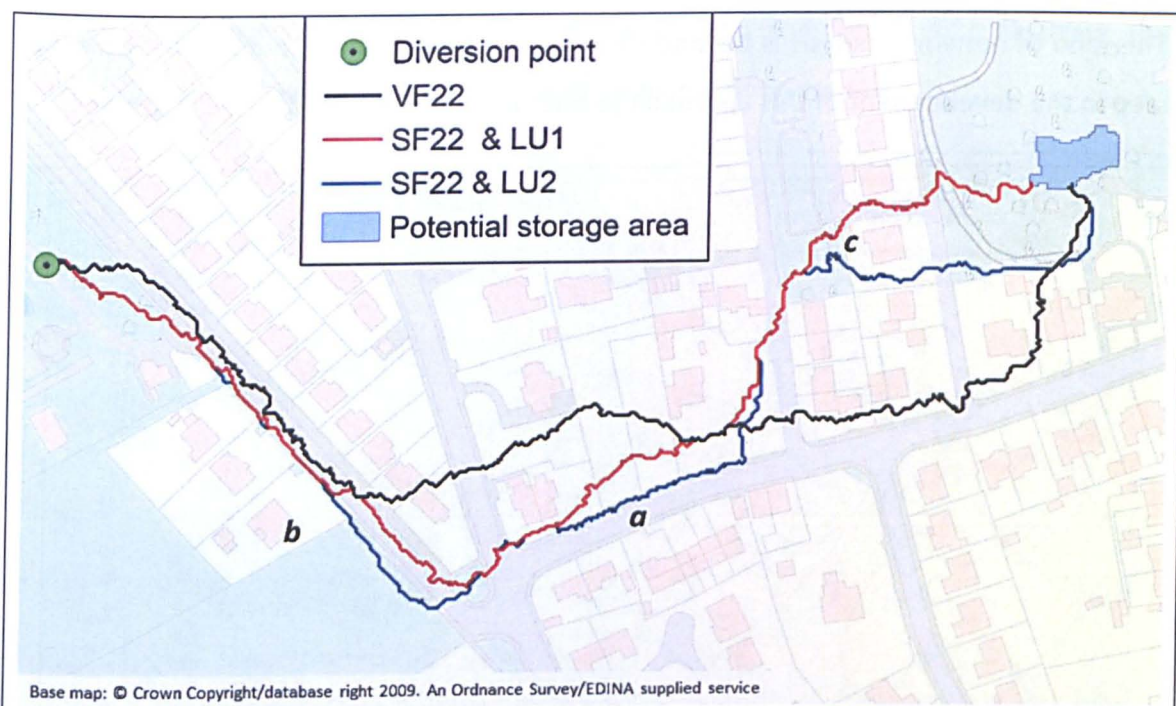 Diversion point
VF22
SF22 & LU1
SF22 & LU2
Potential storage area
c
a
b
Base map: © Crown Copyright/database right 2009. An Ordnance Survey/EDINA supplied service